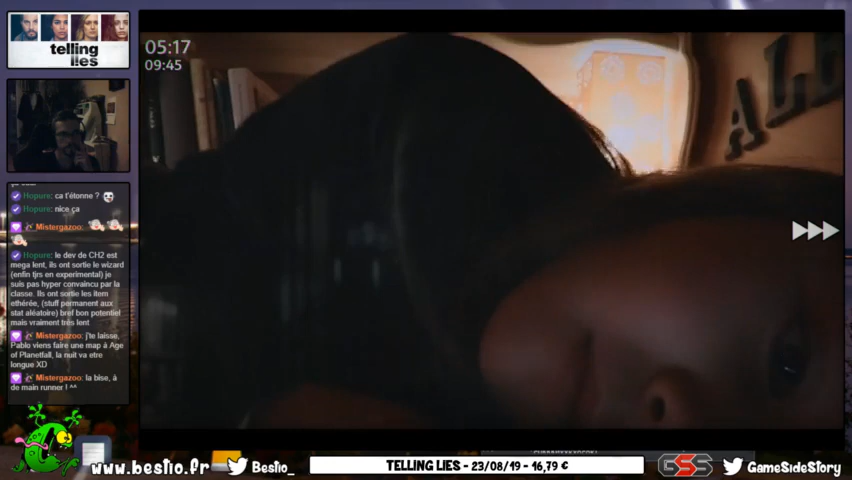 telling
lies
05:17
09:45
ALB
Hopure: ca t'étonne ?
Hopure: nice ça
Mistergazoo:
Hopure: le dev de CH2 est
mega lent, ils ont sortie le wizard
(enfin tjrs en experimental) je
suis pas hyper convaincu par la
classe. Ils ont sortie les item
ethérée, (stuff permanent aux
stat aléatoire) bref bon potentiel
mais vraiment très lent
Mistergazoo: j'te laisse,
Pablo viens faire une map à Age
of Planetfall, la nuit va etre
longue XD
Mistergazoo: la bise, à
de main runner ! ^^
www.bestio.fr
Bestio_
TELLING LIES - 23/08/19 - 16,79 €
GSS
GameSideStory